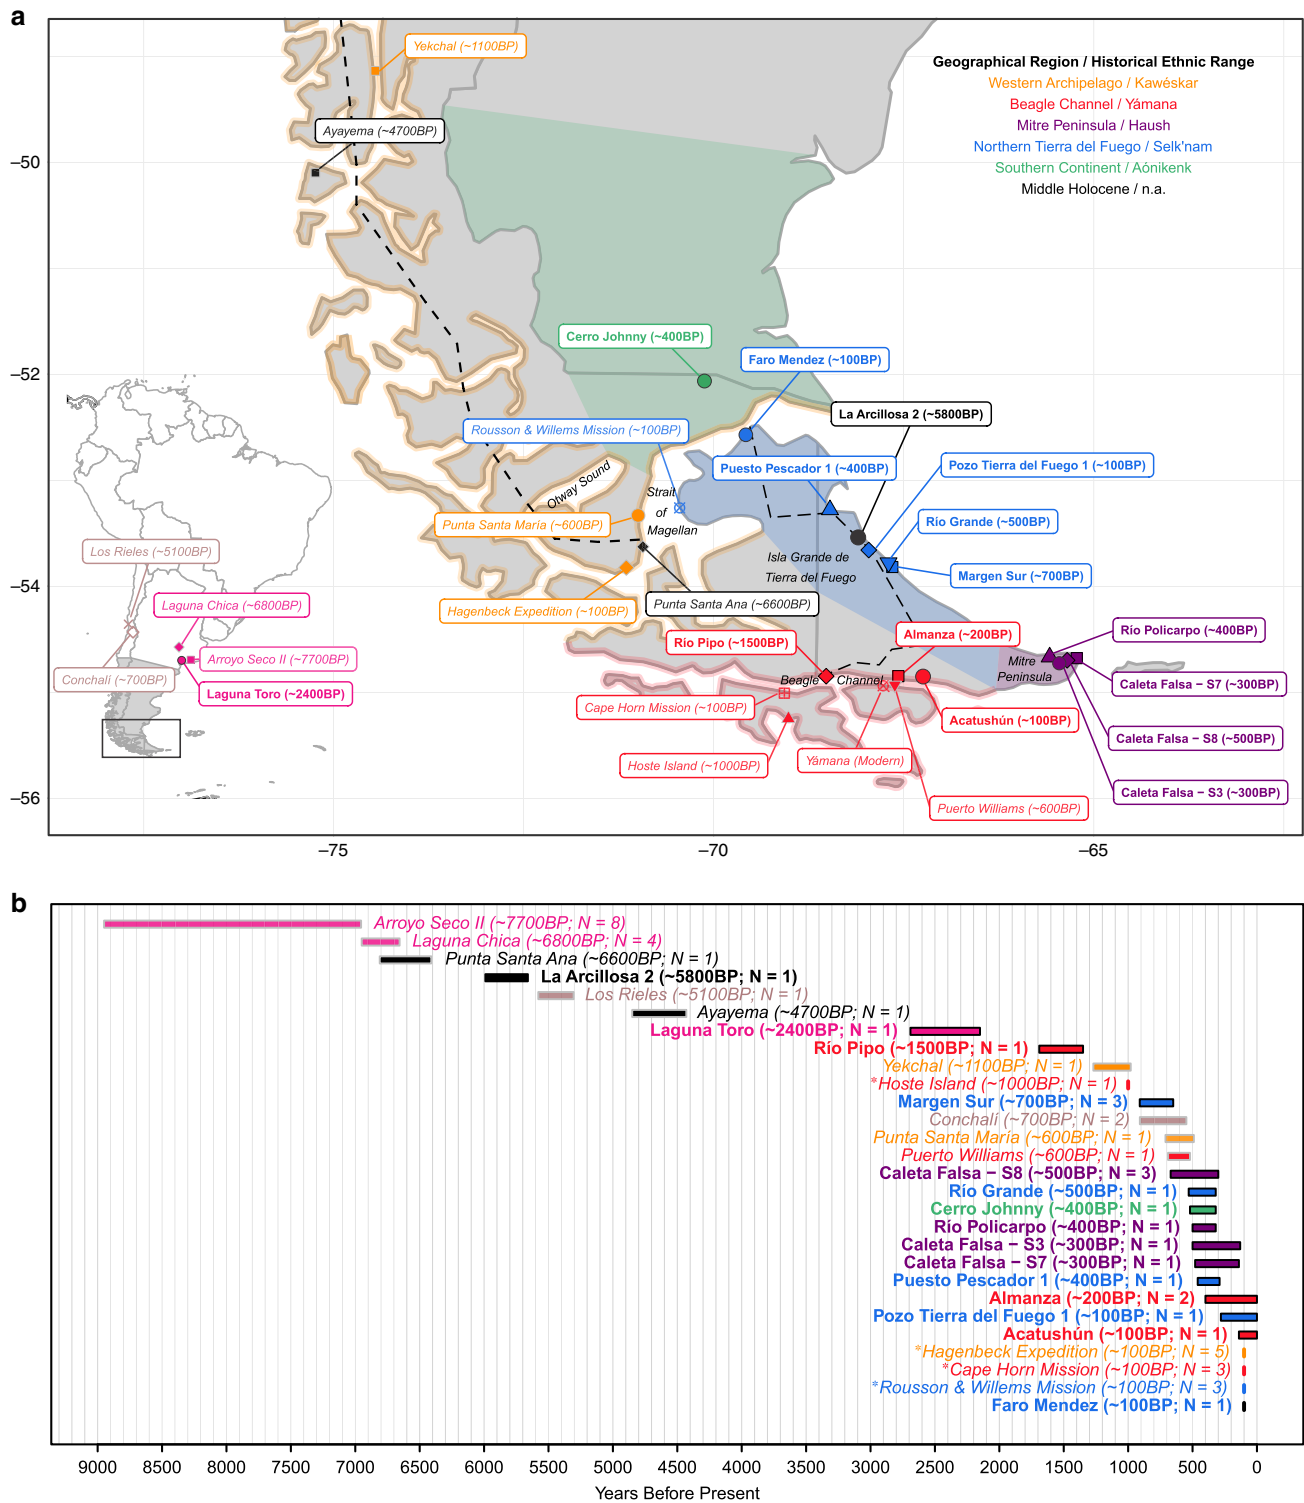 a
Yekchal (~1100BP)
Geographical Region / Historical Ethnic Range
Western Archipelago / Kawéskar
Beagle Channel / Yámana
Mitre Peninsula / Haush
Northern Tierra del Fuego / Selk'nam
Southern Continent / Aónikenk
Middle Holocene / n.a.
Ayayema (~4700BP)
−50
Cerro Johnny (~400BP)
Faro Mendez (~100BP)
−52
La Arcillosa 2 (~5800BP)
Rousson & Willems Mission (~100BP)
Puesto Pescador 1 (~400BP)
Pozo Tierra del Fuego 1 (~100BP)
Otway Sound
Strait
of
Magellan
Punta Santa María (~600BP)
Río Grande (~500BP)
Los Rieles (~5100BP)
Isla Grande de
Tierra del Fuego
Margen Sur (~700BP)
−54
Laguna Chica (~6800BP)
Hagenbeck Expedition (~100BP)
Punta Santa Ana (~6600BP)
Río Pipo (~1500BP)
Almanza (~200BP)
Río Policarpo (~400BP)
Arroyo Seco II (~7700BP)
Mitre
Peninsula
Conchalí (~700BP)
Beagle
Channel
Caleta Falsa − S7 (~300BP)
Laguna Toro (~2400BP)
Cape Horn Mission (~100BP)
Acatushún (~100BP)
Caleta Falsa − S8 (~500BP)
Hoste Island (~1000BP)
Yámana (Modern)
Caleta Falsa − S3 (~300BP)
−56
Puerto Williams (~600BP)
−75
−70
−65
b
Arroyo Seco II (~7700BP; N = 8)
Laguna Chica (~6800BP; N = 4)
Punta Santa Ana (~6600BP; N = 1)
La Arcillosa 2 (~5800BP; N = 1)
Los Rieles (~5100BP; N = 1)
Ayayema (~4700BP; N = 1)
Laguna Toro (~2400BP; N = 1)
Río Pipo (~1500BP; N = 1)
Yekchal (~1100BP; N = 1)
*Hoste Island (~1000BP; N = 1)
Margen Sur (~700BP; N = 3)
Conchalí (~700BP; N = 2)
Punta Santa María (~600BP; N = 1)
Puerto Williams (~600BP; N = 1)
Caleta Falsa − S8 (~500BP; N = 3)
Río Grande (~500BP; N = 1)
Cerro Johnny (~400BP; N = 1)
Río Policarpo (~400BP; N = 1)
Caleta Falsa − S3 (~300BP; N = 1)
Caleta Falsa − S7 (~300BP; N = 1)
Puesto Pescador 1 (~400BP; N = 1)
Almanza (~200BP; N = 2)
Pozo Tierra del Fuego 1 (~100BP; N = 1)
Acatushún (~100BP; N = 1)
*Hagenbeck Expedition (~100BP; N = 5)
*Cape Horn Mission (~100BP; N = 3)
*Rousson & Willems Mission (~100BP; N = 3)
Faro Mendez (~100BP; N = 1)
9000 8500 8000 7500 7000 6500 6000 5500 5000 4500 4000 3500 3000 2500 2000 1500 1000 500 0
Years Before Present